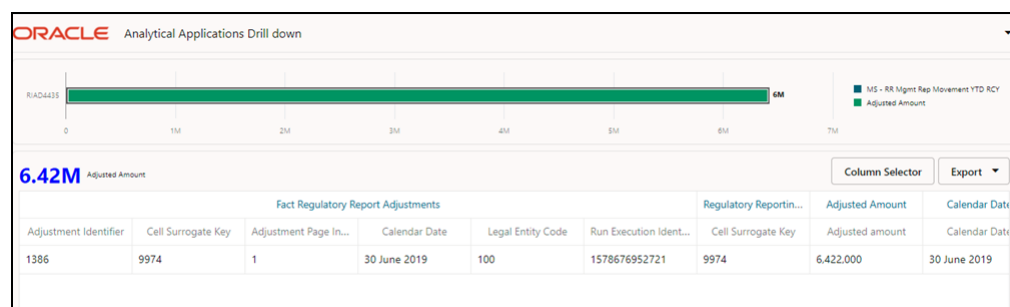 ORACLE Analytical Applications Drill down
RIAD4435
6M
MS - RR Mgmt Rep Movement YTD RCY
Adjusted Amount
0 1M 2M 3M 4M 5M 6M 7M
6.42M Adjusted Amount
Column Selector Export
Fact Regulatory Report Adjustments Regulatory Reportin... Adjusted Amount Calendar Date
Adjustment Identifier Cell Surrogate Key Adjustment Page In... Calendar Date Legal Entity Code Run Execution Ident... Cell Surrogate Key Adjusted amount Calendar Date
1386 9974 1 30 June 2019 100 1578676952721 9974 6,422,000 30 June 2019